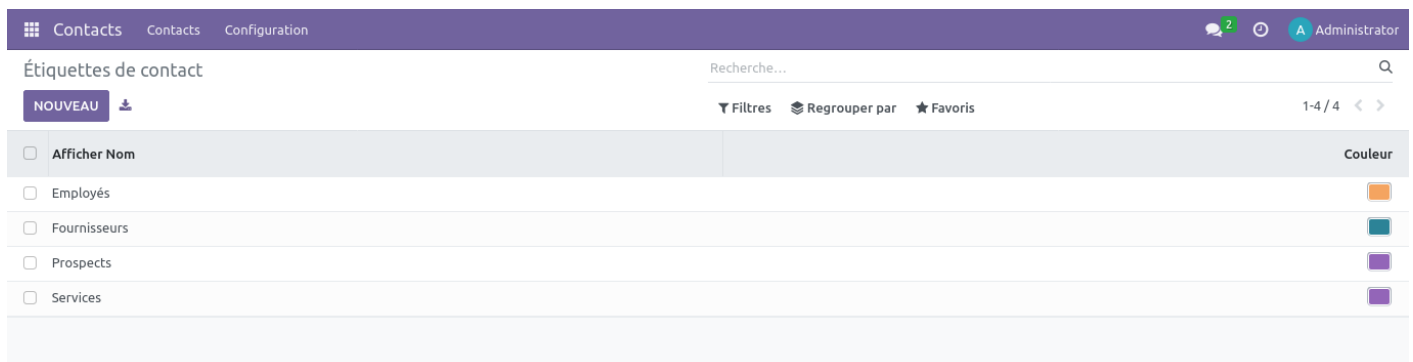 Contacts Contacts Configuration 2 A Administrator
Étiquettes de contact Recherche...
NOUVEAU Filtres Regrouper par Favoris 1-4 / 4
Afficher Nom Couleur
Employés
Fournisseurs
Prospects
Services